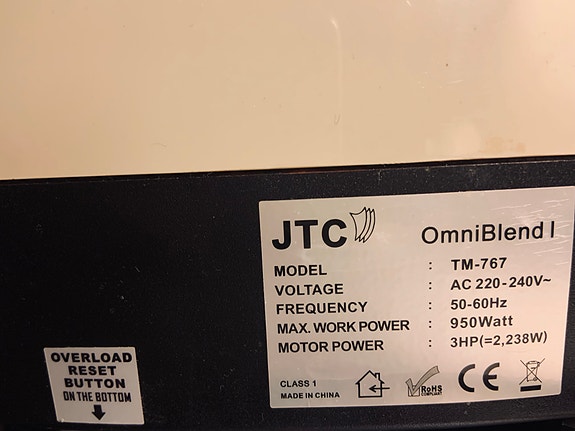 JTC OmniBlend I
MODEL : TM-767
VOLTAGE : AC 220-240V~
FREQUENCY : 50-60Hz
MAX. WORK POWER : 950Watt
MOTOR POWER : 3HP(=2,238W)
CLASS 1
MADE IN CHINA
RoHS
COMPLIANT
CE
OVERLOAD
RESET
BUTTON
ON THE BOTTOM